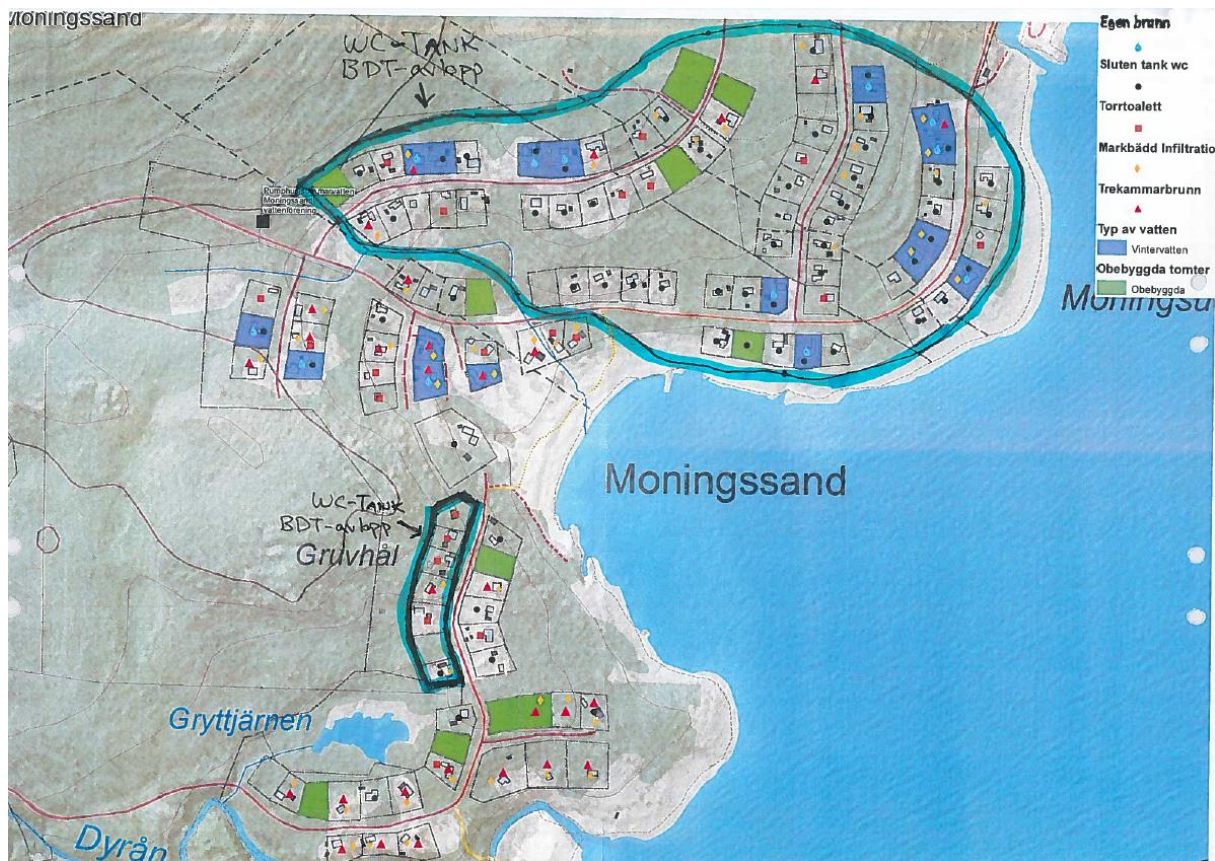 Moningssand
WC-TANK
BDT-avlopp
Egen brunn
Sluten tank wc
Torrtoalett
Markbädd Infiltratio
Trekammarbrunn
Typ av vatten
Vintervatten
Obebyggda tomter
Obebyggda
Moningssand
vattenförening
Moningsu
Moningssand
WC-TANK
BDT-avlopp
Gruvhål
Gryttjärnen
Dyrån